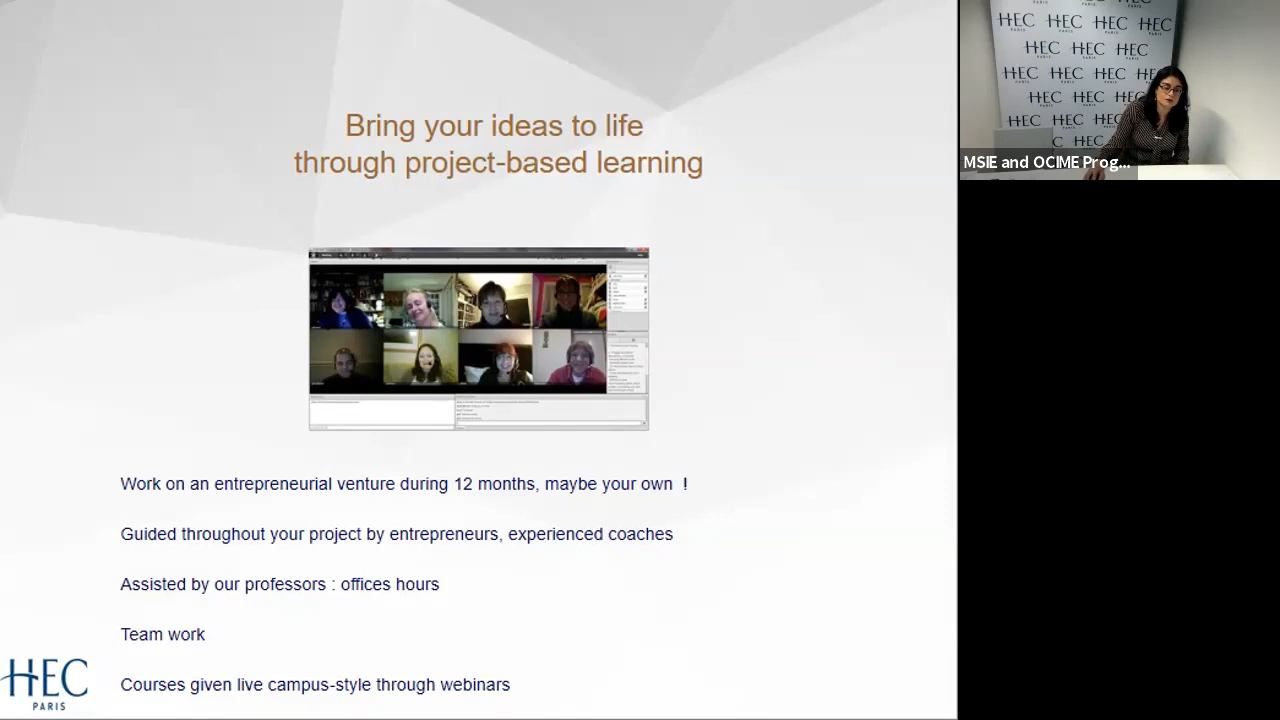 Bring your ideas to life
through project-based learning
Work on an entrepreneurial venture during 12 months, maybe your own !
Guided throughout your project by entrepreneurs, experienced coaches
Assisted by our professors : offices hours
Team work
Courses given live campus-style through webinars
HEC
PARIS
HEC HEC HEC HEC
PARIS
HEC HEC HEC
HEC HEC HEC HEC
HEC HEC HEC
HEC HEC HEC
HEC
MSIE and OCIME Prog...